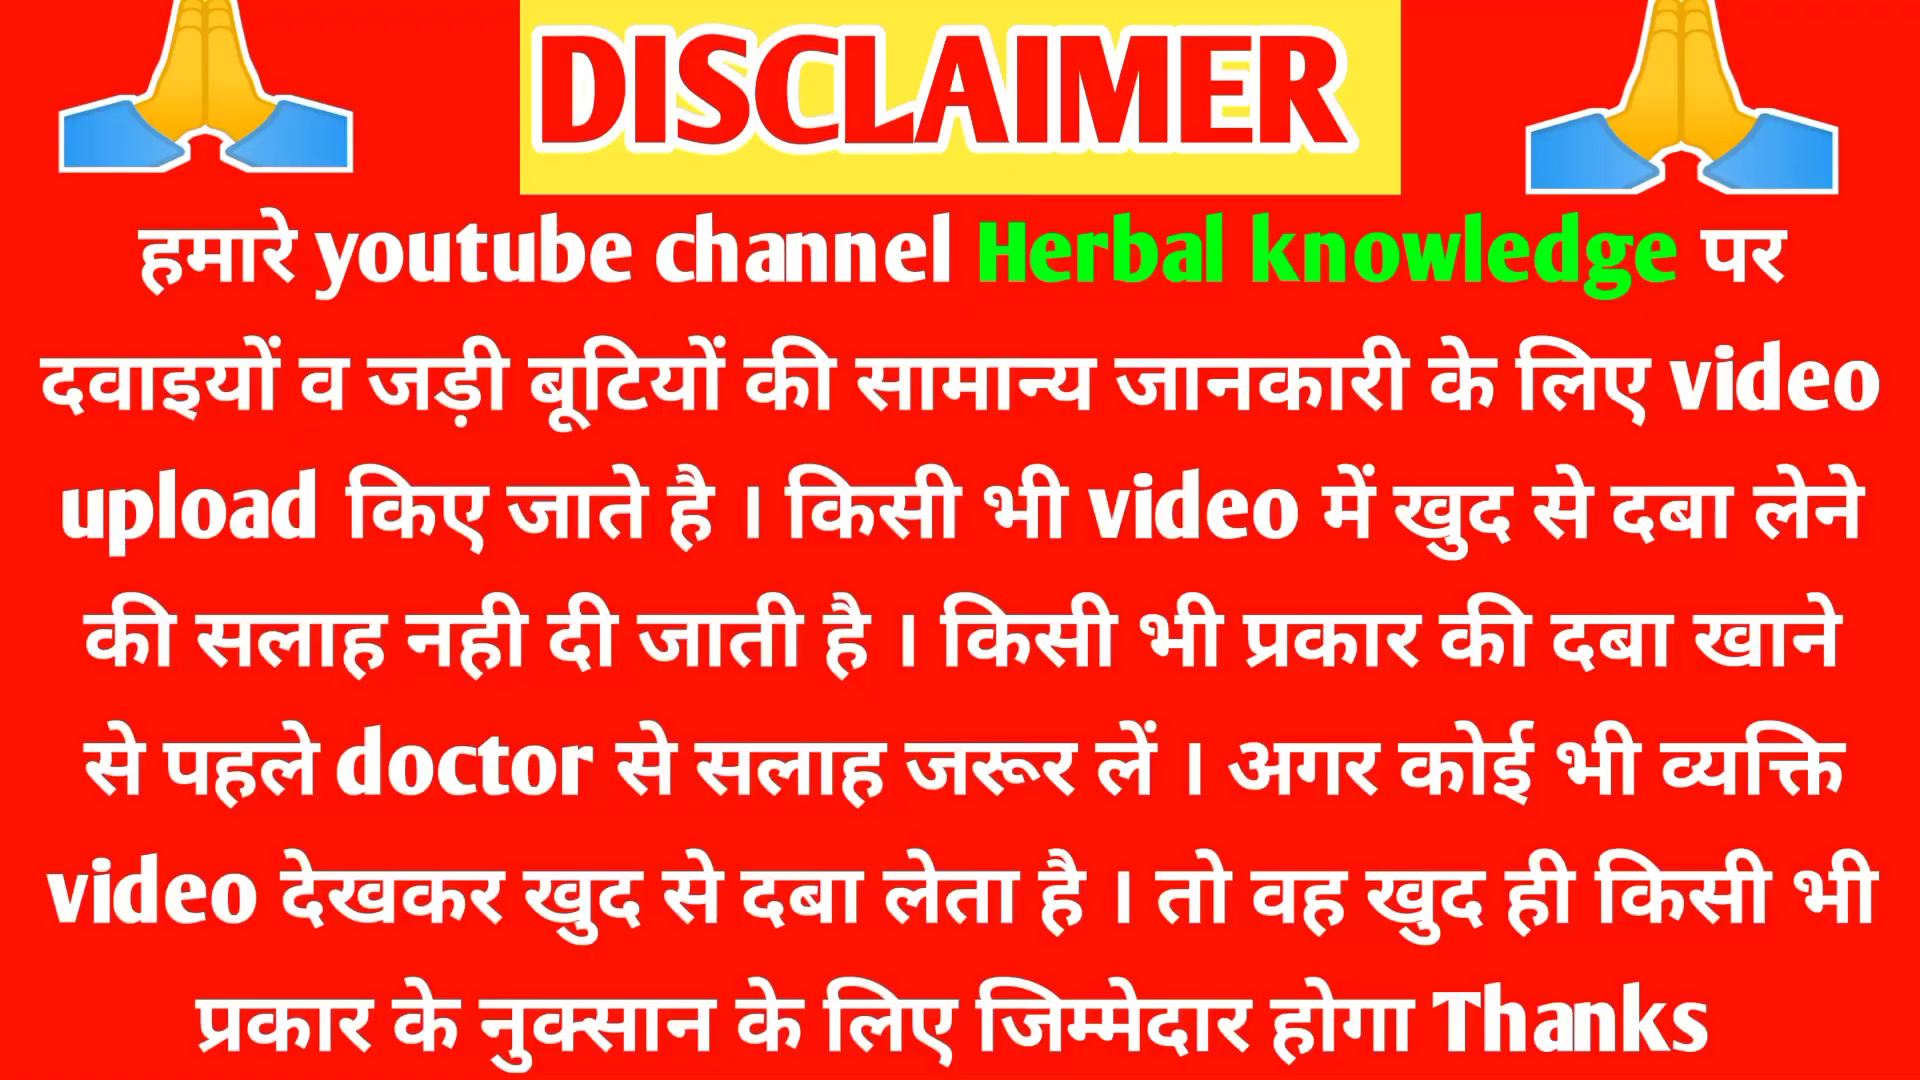 DISCLAIMER
हमारे youtube channel Herbal knowledge पर
दवाइयों व जड़ी बूटियों की सामान्य जानकारी के लिए video
upload किए जाते है । किसी भी video में खुद से दबा लेने
की सलाह नही दी जाती है । किसी भी प्रकार की दबा खाने
से पहले doctor से सलाह जरूर लें । अगर कोई भी व्यक्ति
video देखकर खुद से दबा लेता है । तो वह खुद ही किसी भी
प्रकार के नुक्सान के लिए जिम्मेदार होगा Thanks